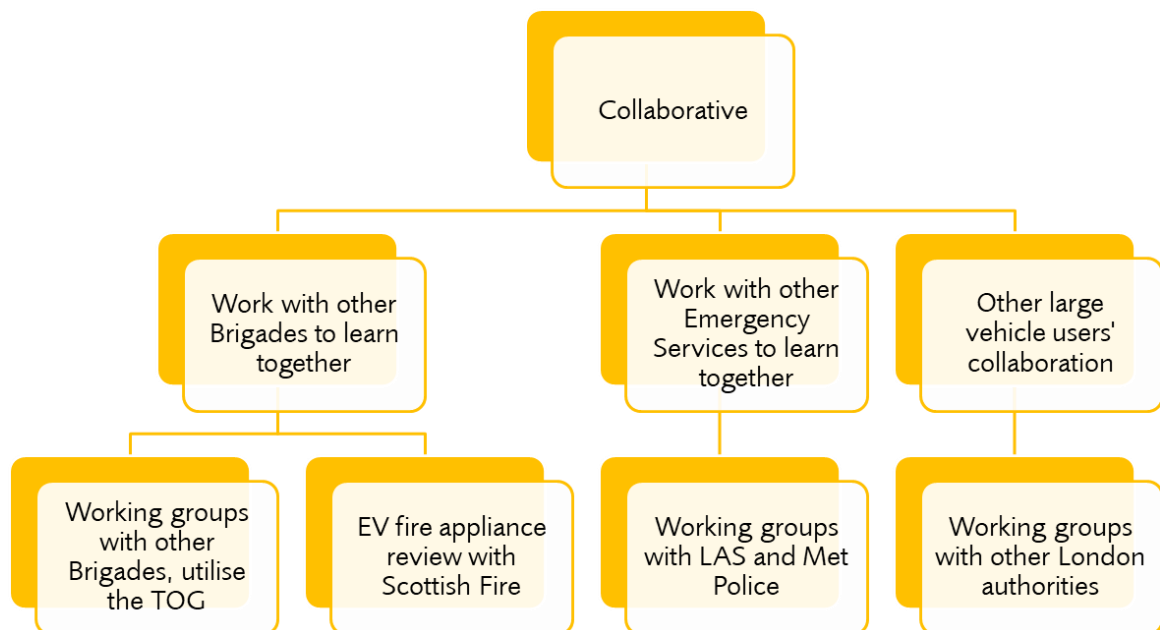 Collaborative
Work with other
Brigades to learn
together
Work with other
Emergency
Services to learn
together
Other large
vehicle users'
collaboration
Working groups
with other
Brigades, utilise
the TOG
EV fire appliance
review with
Scottish Fire
Working groups
with LAS and Met
Police
Working groups
with other London
authorities